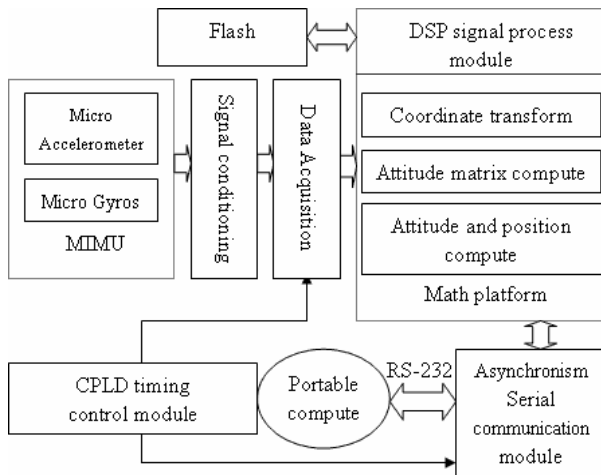 Flash
DSP signal process
module
Micro
Accelerometer
Micro Gyros
MIMU
Signal conditioning
Data Acquisition
Coordinate transform
Attitude matrix compute
Attitude and position
compute
Math platform
CPLD timing
control module
Portable
compute
RS-232
Asynchronism
Serial
communication
module